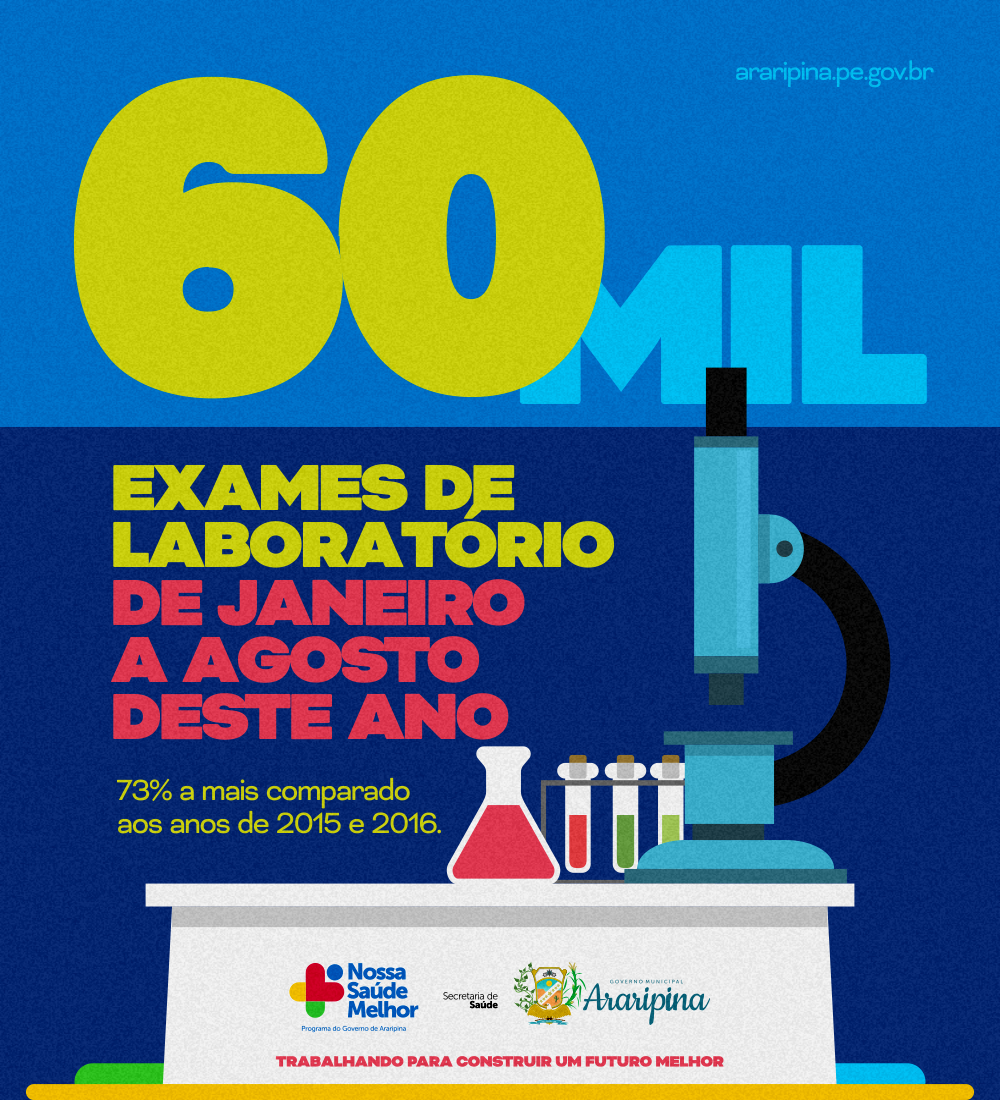 araripina.pe.gov.br
60 MIL
EXAMES DE
LABORATÓRIO
DE JANEIRO
A AGOSTO
DESTE ANO
73% a mais comparado
aos anos de 2015 e 2016.
Nossa
Saúde
Melhor
Programa do Governo de Araripina
Secretaria de
Saúde
GOVERNO MUNICIPAL
Araripina
TRABALHANDO PARA CONSTRUIR UM FUTURO MELHOR